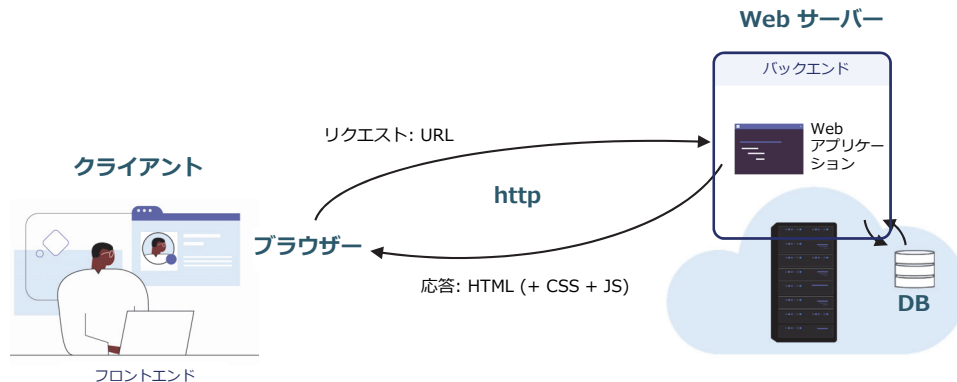 Web サーバー
バックエンド
Web
アプリケー
ション
リクエスト: URL
クライアント
http
ブラウザー
応答: HTML (+ CSS + JS)
DB
フロントエンド